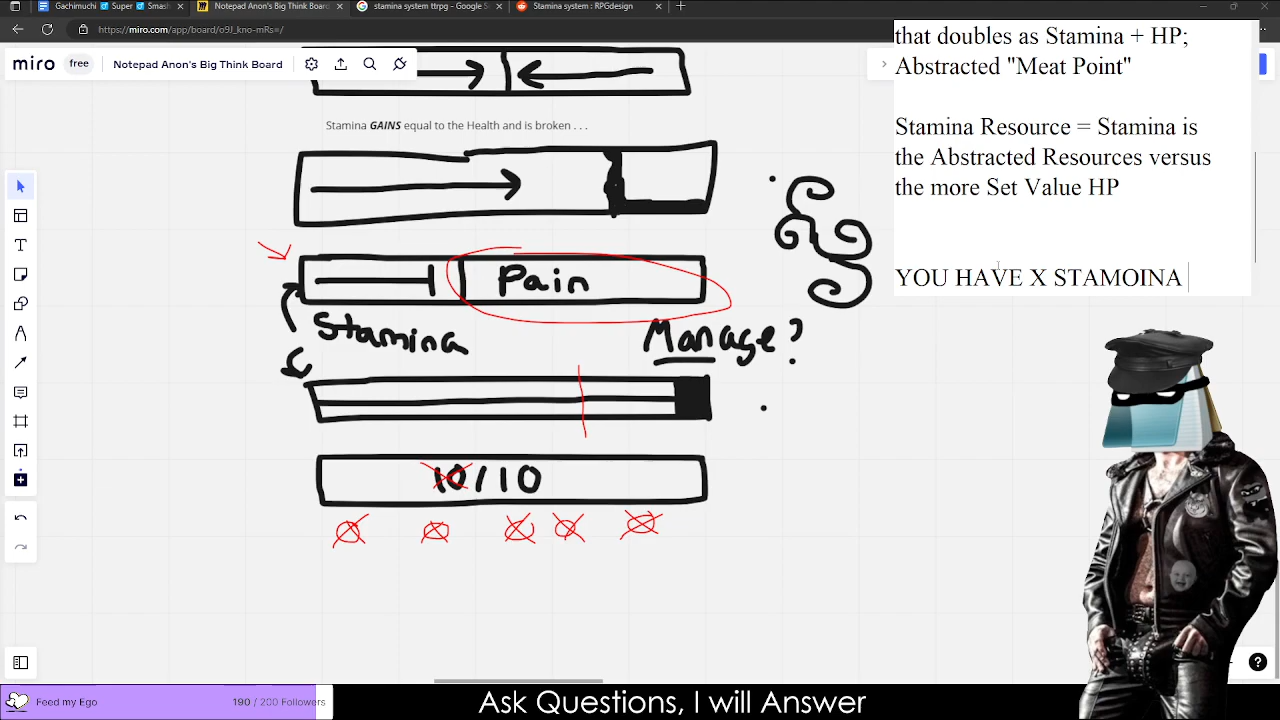 Gchimuchi
Super
Smash
Notepad Anon's Big Think Board
stamina system ttrpg - Google S
Stamina system : RPGdesign
https://miro.com/app/board/o9J_kno-mRs=/
miro
free
Notepad Anon's Big Think Board
that doubles as Stamina + HP;
Abstracted "Meat Point"
Stamina Resource = Stamina is
the Abstracted Resources versus
the more Set Value HP
YOU HAVE X STAMOINA
Stamina GAINS equal to the Health and is broken . . .
Pain
Stamina
Manage?
10/10
Feed my Ego
190 / 200 Followers
Ask Questions, I will Answer